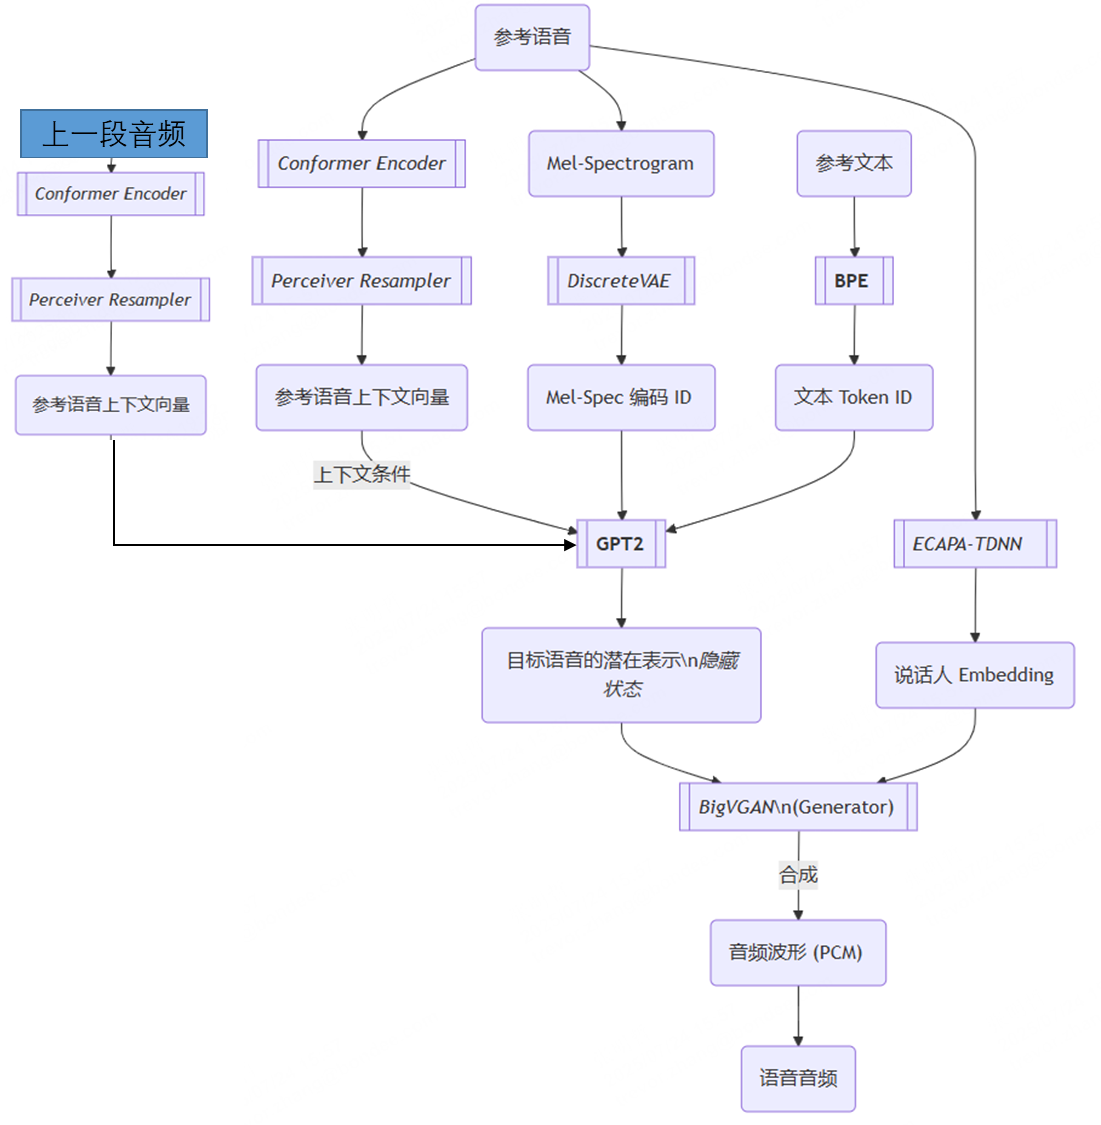 参考语音
上一段音频
Conformer Encoder
Perceiver Resampler
参考语音上下文向量
Conformer Encoder
Perceiver Resampler
参考语音上下文向量
上下文条件
Mel-Spectrogram
DiscreteVAE
Mel-Spec 编码 ID
参考文本
BPE
文本 Token ID
GPT2
ECAPA-TDNN
目标语音的潜在表示\n隐藏
状态
说话人 Embedding
BigVGAN\n(Generator)
合成
音频波形 (PCM)
语音音频